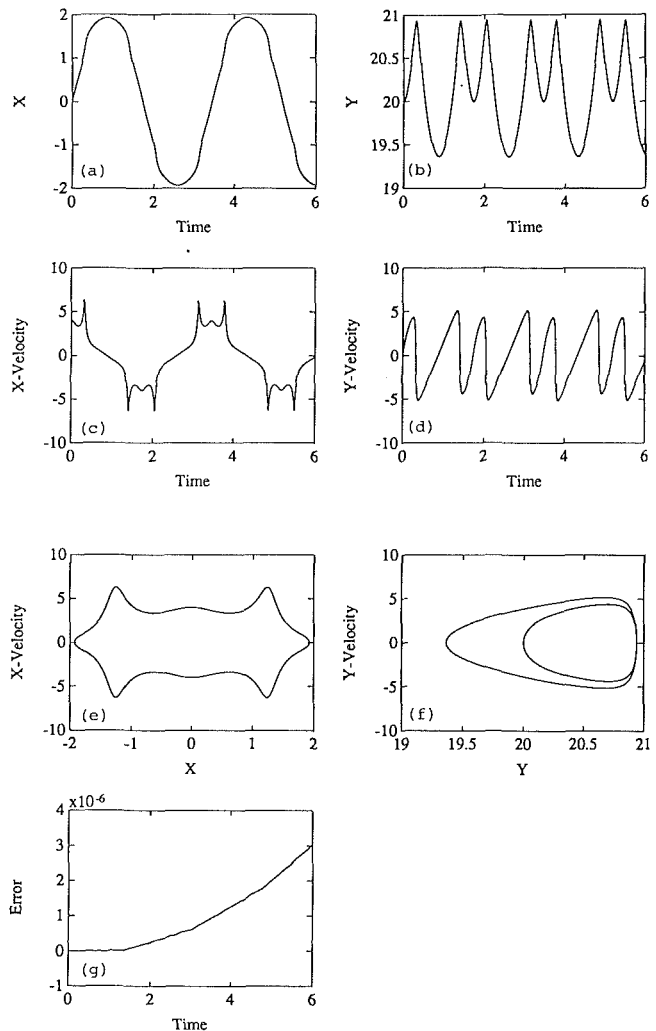 2
1
0
-1
-2
X
(a)
0 2 4 6
Time
21
20.5
20
19.5
19
Y
(b)
0 2 4 6
Time
10
5
0
-5
-10
X-Velocity
(c)
0 2 4 6
Time
10
5
0
-5
-10
Y-Velocity
(d)
0 2 4 6
Time
10
5
0
-5
-10
X-Velocity
(e)
-2 -1 0 1 2
X
10
5
0
-5
-10
Y-Velocity
(f)
19 19.5 20 20.5 21
Y
x10-6
4
3
2
1
0
-1
Error
(g)
0 2 4 6
Time